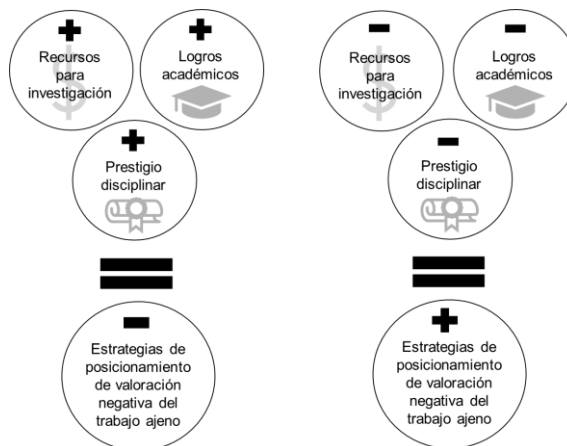 +
Recursos
para
investigación
+
Logros
académicos
+
Prestigio
disciplinar
=
-
Estrategias de
posicionamiento
de valoración
negativa del
trabajo ajeno
-
Recursos
para
investigación
-
Logros
académicos
-
Prestigio
disciplinar
=
+
Estrategias de
posicionamiento
de valoración
negativa del
trabajo ajeno